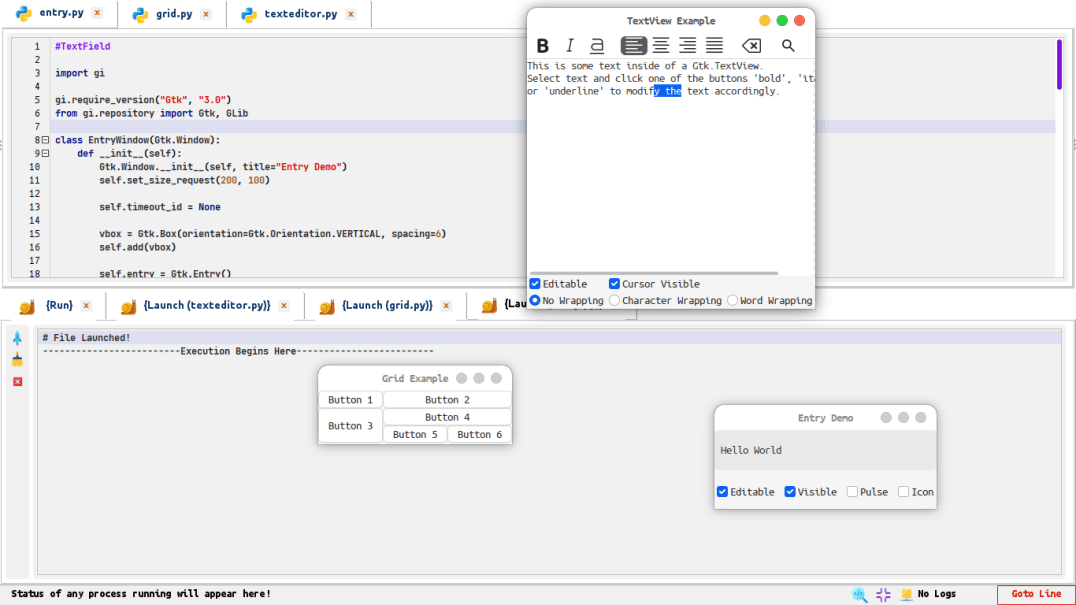 entry.py
grid.py
texteditor.py
1 #TextField
2
3 import gi
4
5 gi.require_version("Gtk", "3.0")
6 from gi.repository import Gtk, GLib
7
8 class EntryWindow(Gtk.Window):
9 def __init__(self):
10 Gtk.Window.__init__(self, title="Entry Demo")
11 self.set_size_request(200, 100)
12
13 self.timeout_id = None
14
15 vbox = Gtk.Box(orientation=Gtk.Orientation.VERTICAL, spacing=6)
16 self.add(vbox)
17
18 self.entry = Gtk.Entry()
TextView Example
B I a
This is some text inside of a Gtk.TextView.
Select text and click one of the buttons 'bold', 'ita
or 'underline' to modify the text accordingly.
Editable Cursor Visible
No Wrapping Character Wrapping Word Wrapping
{Run}
{Launch (texteditor.py)}
{Launch (grid.py)}
{Lau
# File Launched!
-------------------------Execution Begins Here-------------------------
Grid Example
Button 1 Button 2
Button 3 Button 4
Button 5 Button 6
Entry Demo
Hello World
Editable Visible Pulse Icon
Status of any process running will appear here!
No Logs
Goto Line